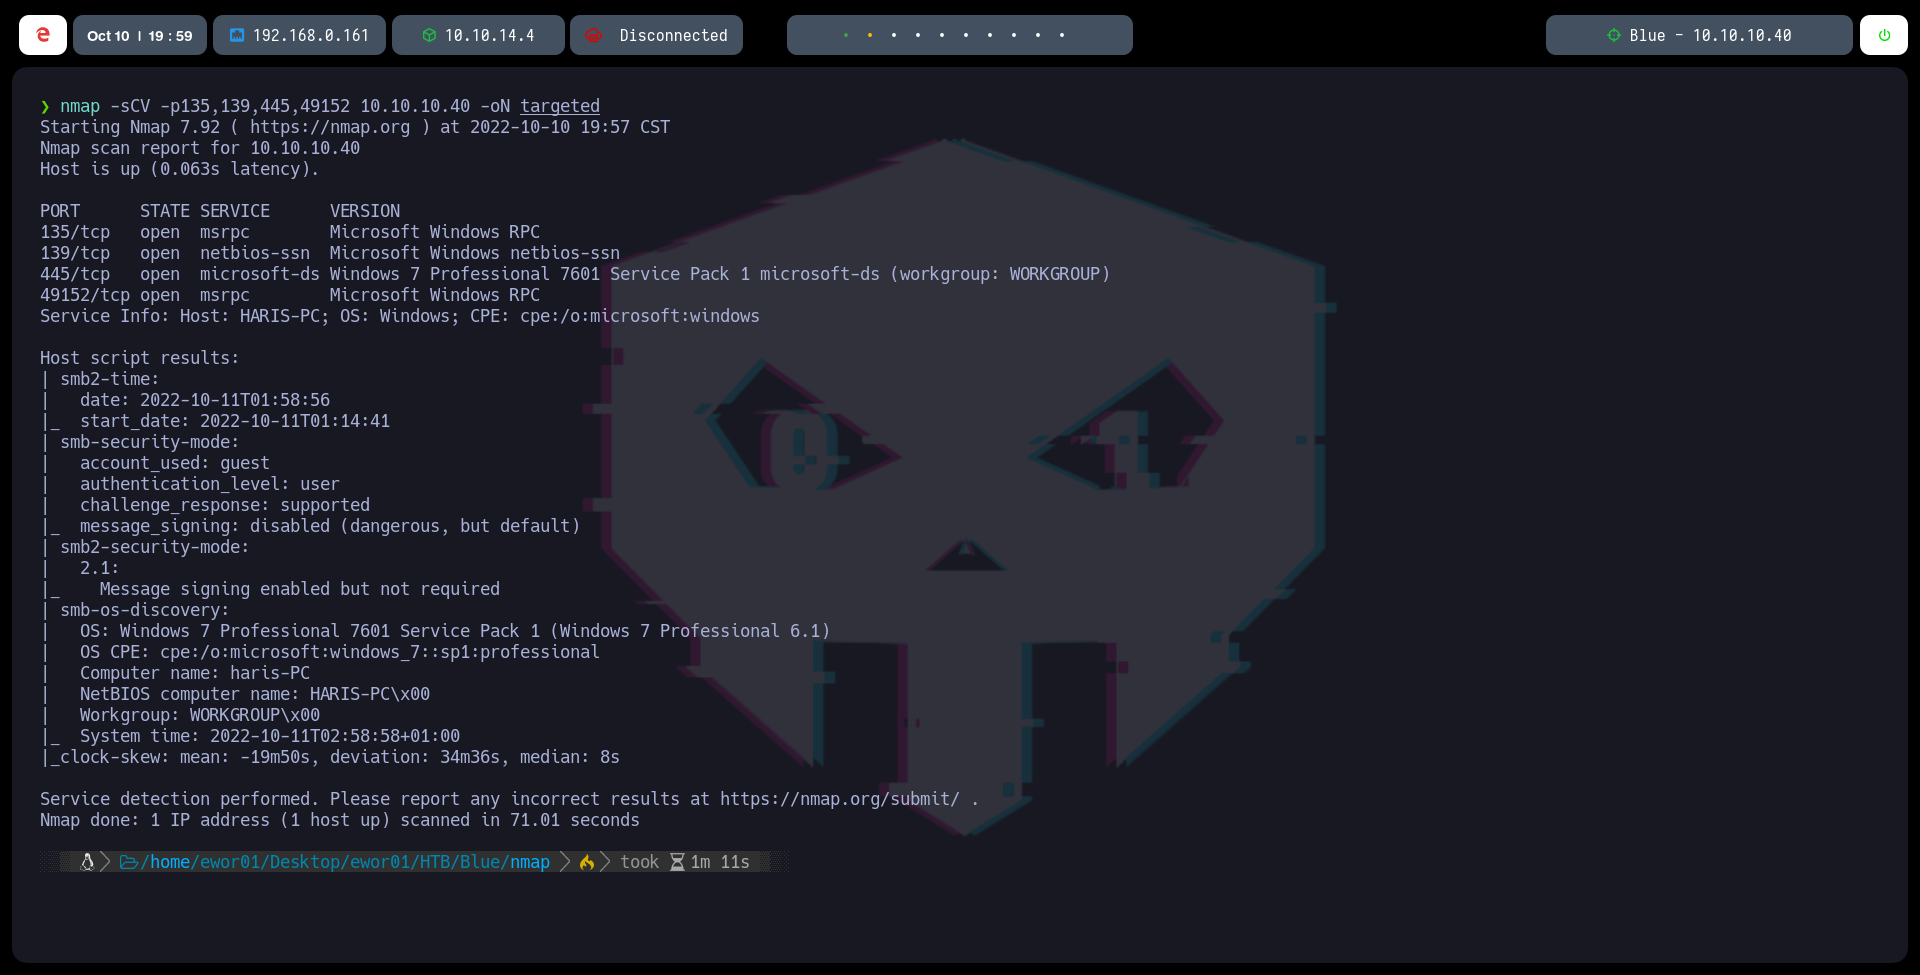 Oct 10 | 19 : 59 192.168.0.161 10.10.14.4 Disconnected Blue - 10.10.10.40
❯ nmap -sCV -p135,139,445,49152 10.10.10.40 -oN targeted
Starting Nmap 7.92 ( https://nmap.org ) at 2022-10-10 19:57 CST
Nmap scan report for 10.10.10.40
Host is up (0.063s latency).
PORT      STATE SERVICE      VERSION
135/tcp   open  msrpc        Microsoft Windows RPC
139/tcp   open  netbios-ssn  Microsoft Windows netbios-ssn
445/tcp   open  microsoft-ds Windows 7 Professional 7601 Service Pack 1 microsoft-ds (workgroup: WORKGROUP)
49152/tcp open  msrpc        Microsoft Windows RPC
Service Info: Host: HARIS-PC; OS: Windows; CPE: cpe:/o:microsoft:windows
Host script results:
| smb2-time:
|   date: 2022-10-11T01:58:56
|_  start_date: 2022-10-11T01:14:41
| smb-security-mode:
|   account_used: guest
|   authentication_level: user
|   challenge_response: supported
|_  message_signing: disabled (dangerous, but default)
| smb2-security-mode:
|   2.1:
|_    Message signing enabled but not required
| smb-os-discovery:
|   OS: Windows 7 Professional 7601 Service Pack 1 (Windows 7 Professional 6.1)
|   OS CPE: cpe:/o:microsoft:windows_7::sp1:professional
|   Computer name: haris-PC
|   NetBIOS computer name: HARIS-PC\x00
|   Workgroup: WORKGROUP\x00
|_  System time: 2022-10-11T02:58:58+01:00
|_clock-skew: mean: -19m50s, deviation: 34m36s, median: 8s
Service detection performed. Please report any incorrect results at https://nmap.org/submit/ .
Nmap done: 1 IP address (1 host up) scanned in 71.01 seconds
/home/ewor01/Desktop/ewor01/HTB/Blue/nmap took 1m 11s
0 1